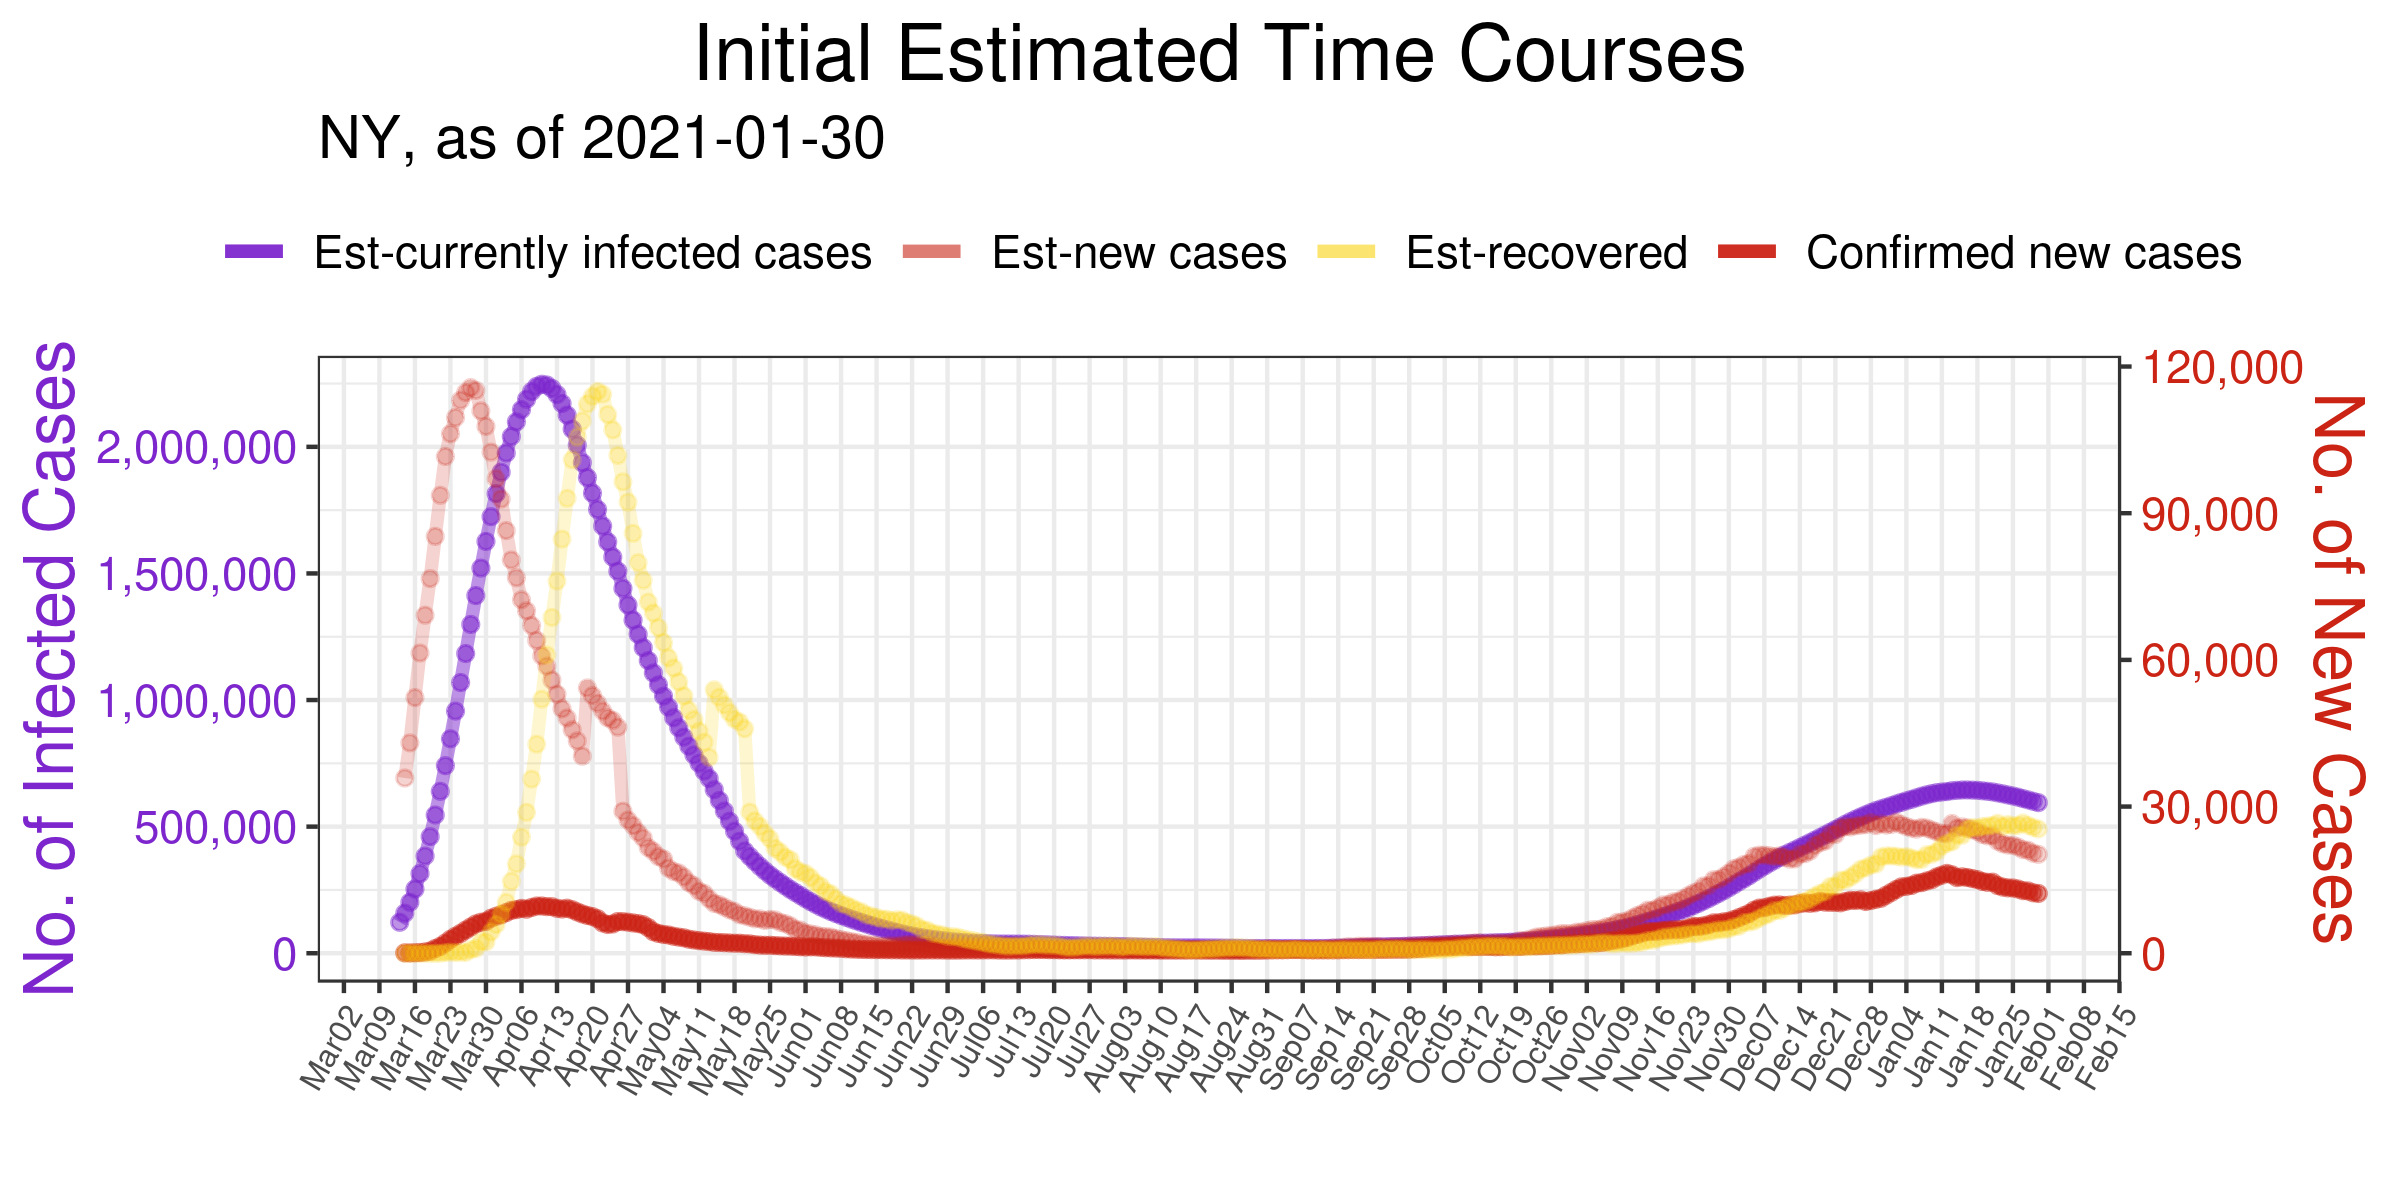 Initial Estimated Time Courses
NY, as of 2021-01-30
Est-currently infected cases Est-new cases Est-recovered Confirmed new cases
No. of Infected Cases
2,000,000
1,500,000
1,000,000
500,000
0
120,000
90,000
60,000
30,000
0
No. of New Cases
Mar02 Mar09 Mar16 Mar23 Mar30 Apr06 Apr13 Apr20 Apr27 May04 May11 May18 May25 Jun01 Jun08 Jun15 Jun22 Jun29 Jul06 Jul13 Jul20 Jul27 Aug03 Aug10 Aug17 Aug24 Aug31 Sep07 Sep14 Sep21 Sep28 Oct05 Oct12 Oct19 Oct26 Nov02 Nov09 Nov16 Nov23 Nov30 Dec07 Dec14 Dec21 Dec28 Jan04 Jan11 Jan18 Jan25 Feb01 Feb08 Feb15